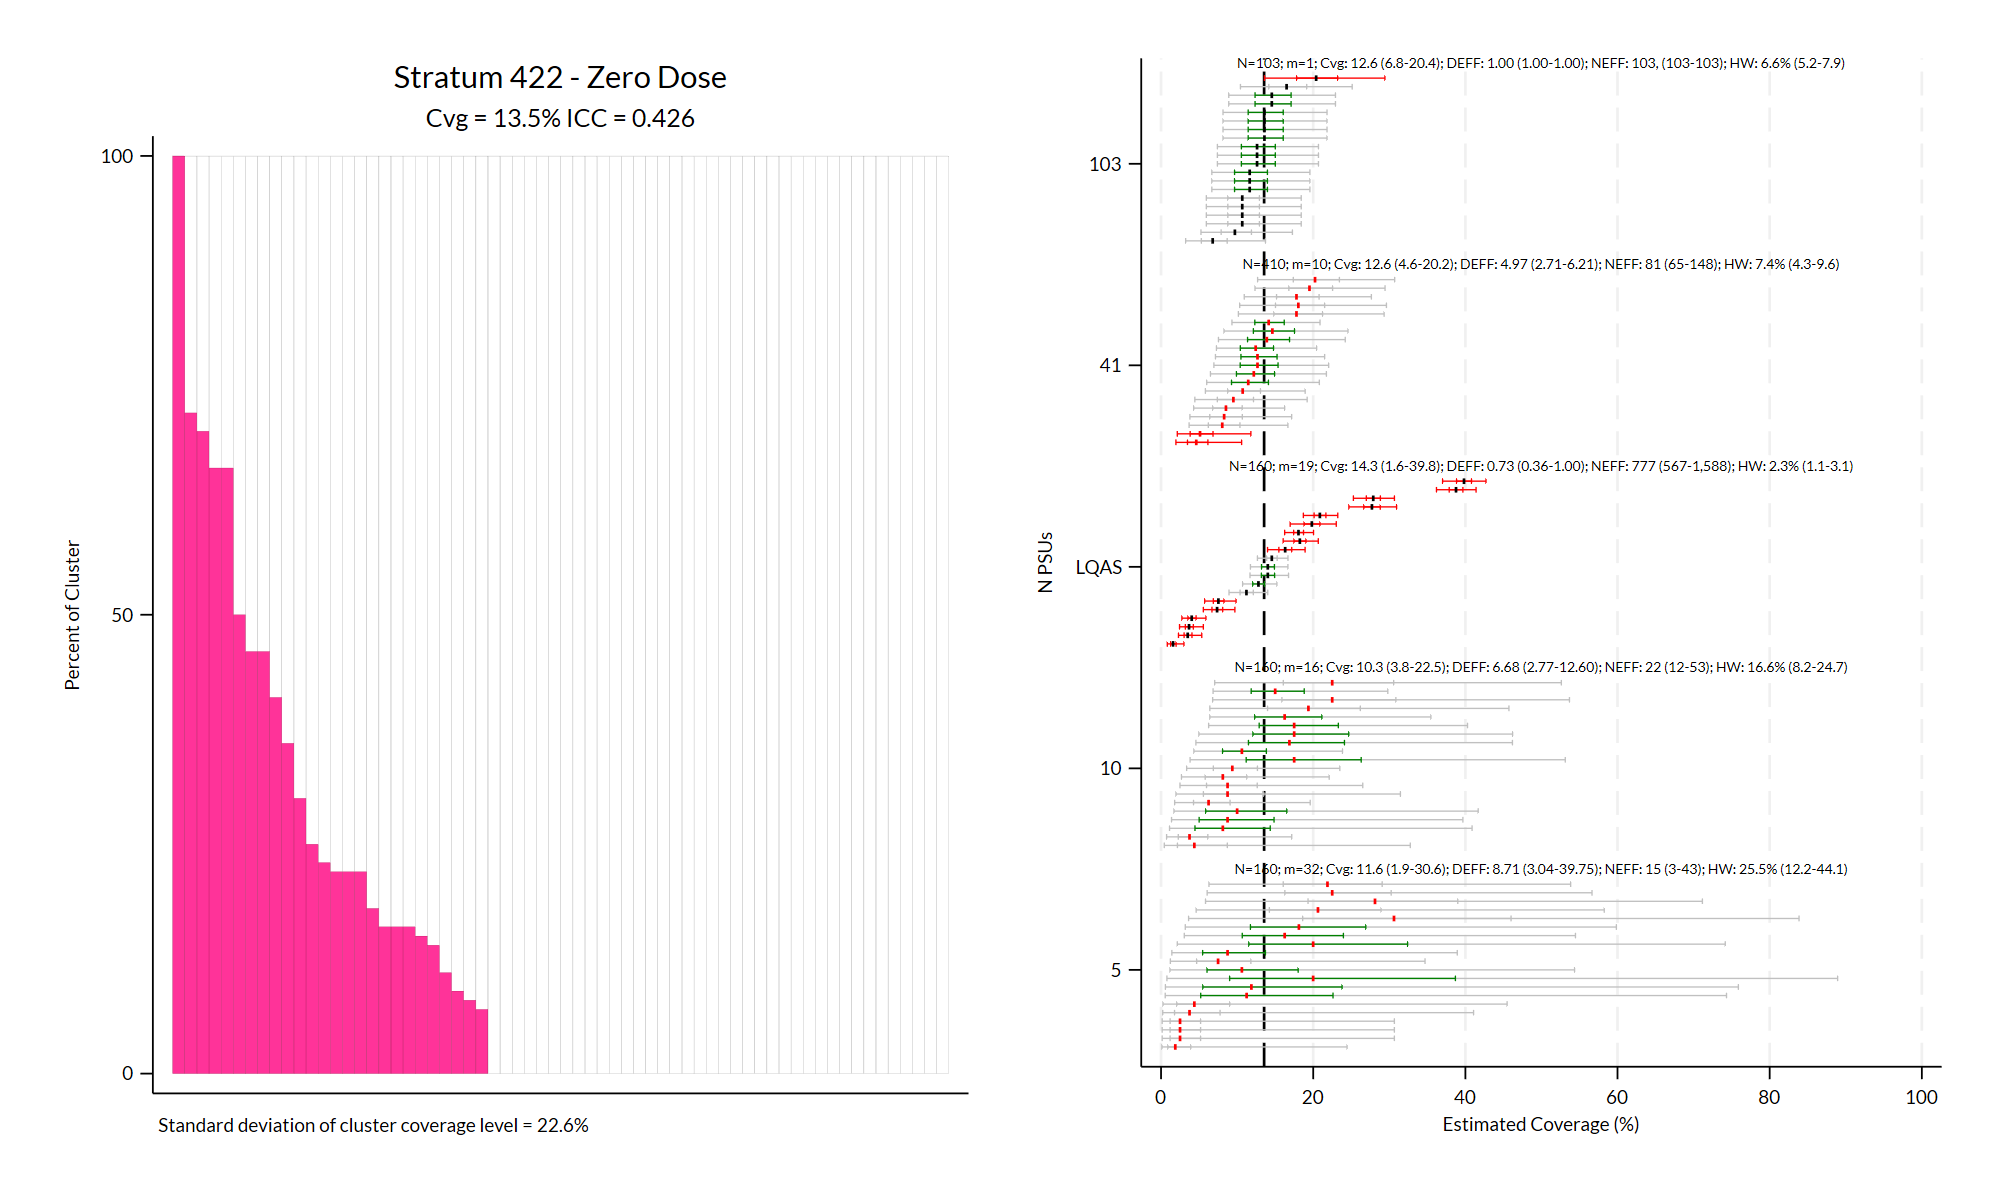 Stratum 422 - Zero Dose
Cvg = 13.5% ICC = 0.426
100
50
0
Percent of Cluster
Standard deviation of cluster coverage level = 22.6%
N=103; m=1; Cvg: 12.6 (6.8-20.4); DEFF: 1.00 (1.00-1.00); NEFF: 103, (103-103); HW: 6.6% (5.2-7.9)
103
N=410; m=10; Cvg: 12.6 (4.6-20.2); DEFF: 4.97 (2.71-6.21); NEFF: 81 (65-148); HW: 7.4% (4.3-9.6)
41
N=160; m=19; Cvg: 14.3 (1.6-39.8); DEFF: 0.73 (0.36-1.00); NEFF: 777 (567-1,588); HW: 2.3% (1.1-3.1)
N PSUs
LQAS
N=160; m=16; Cvg: 10.3 (3.8-22.5); DEFF: 6.68 (2.77-12.60); NEFF: 22 (12-53); HW: 16.6% (8.2-24.7)
10
N=160; m=32; Cvg: 11.6 (1.9-30.6); DEFF: 8.71 (3.04-39.75); NEFF: 15 (3-43); HW: 25.5% (12.2-44.1)
5
0 20 40 60 80 100
Estimated Coverage (%)